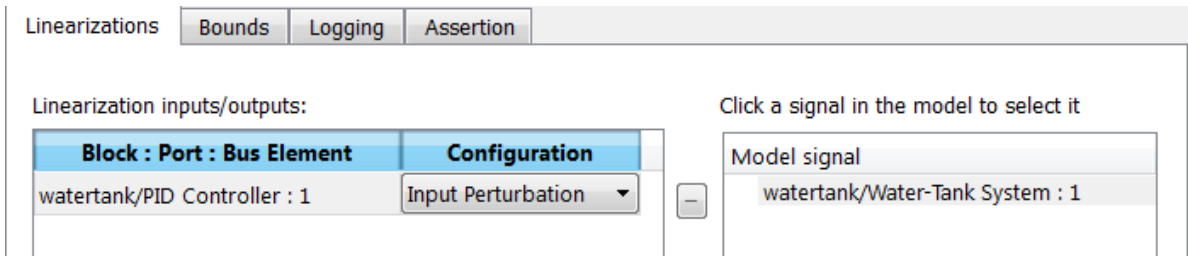 Linearizations Bounds Logging Assertion
Linearization inputs/outputs: Click a signal in the model to select it
Block : Port : Bus Element Configuration Model signal
watertank/PID Controller : 1 Input Perturbation − watertank/Water-Tank System : 1